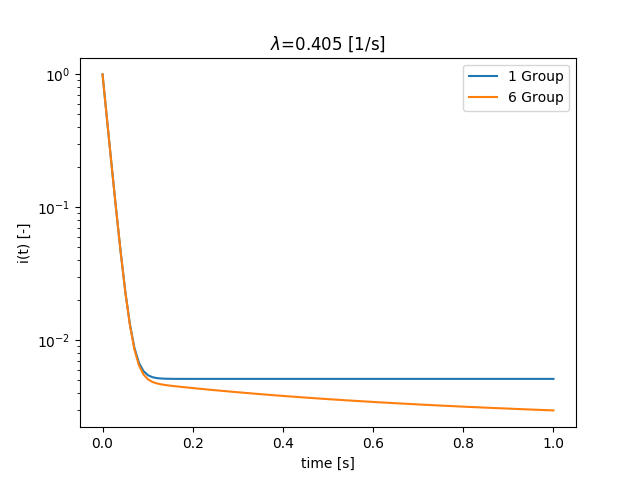 λ=0.405 [1/s]
1 Group
6 Group
10⁰
10⁻¹
10⁻²
i(t) [-]
0.0 0.2 0.4 0.6 0.8 1.0
time [s]